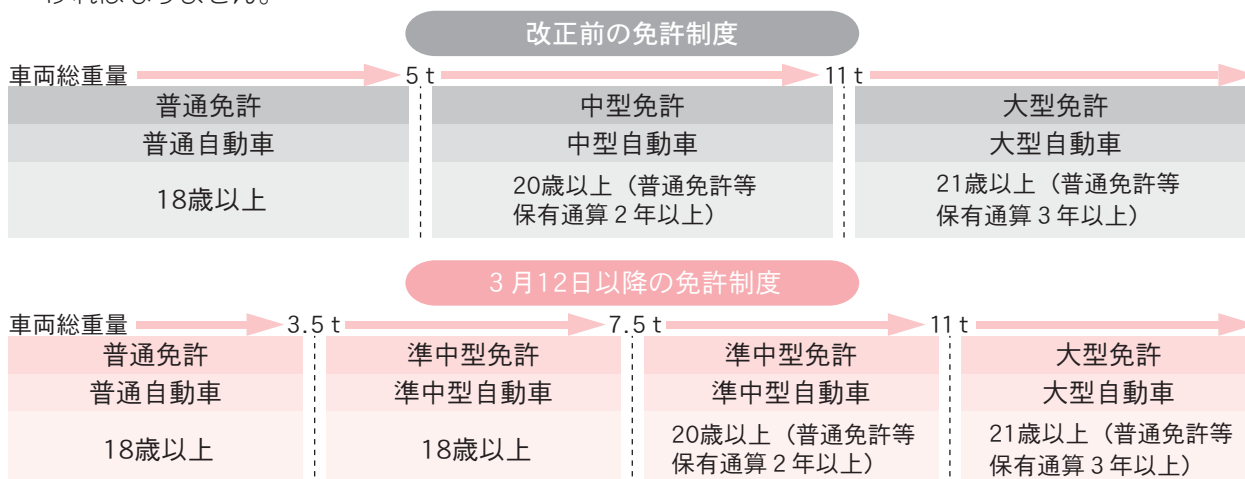 ければなりません。
改正前の免許制度
車両総重量 5 t 11 t
普通免許 中型免許 大型免許
普通自動車 中型自動車 大型自動車
18歳以上 20歳以上（普通免許等 21歳以上（普通免許等
保有通算２年以上） 保有通算３年以上）
３月12日以降の免許制度
車両総重量 3.5 t 7.5 t 11 t
普通免許 準中型免許 準中型免許 大型免許
普通自動車 準中型自動車 準中型自動車 大型自動車
18歳以上 18歳以上 20歳以上（普通免許等 21歳以上（普通免許等
保有通算２年以上） 保有通算３年以上）